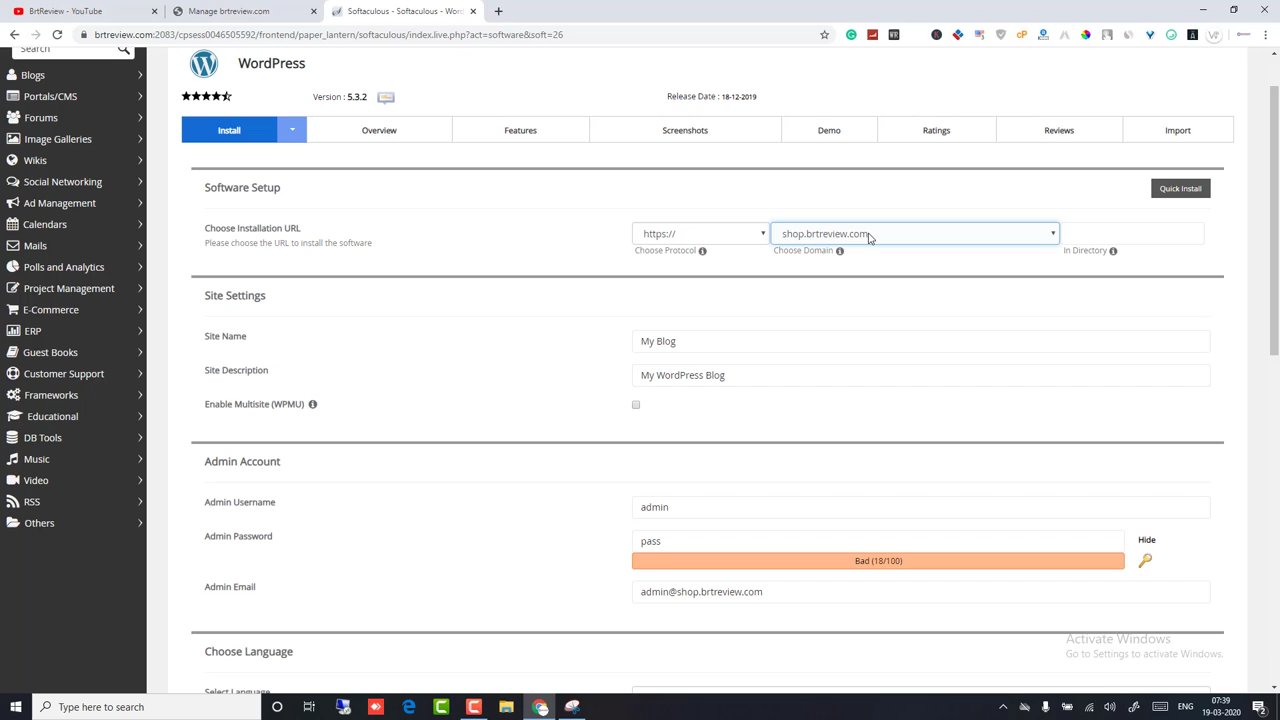 BrtReview - YouTube
Manage Redemption
Softaculous - Softaculous - Wor
brtreview.com:2083/cpsess0046505592/frontend/paper_lantern/softaculous/index.live.php?act=software&soft=26
Search
WordPress
Version : 5.3.2
Release Date : 18-12-2019
Install
Overview
Features
Screenshots
Demo
Ratings
Reviews
Import
Blogs
Portals/CMS
Forums
Image Galleries
Wikis
Social Networking
Ad Management
Calendars
Mails
Polls and Analytics
Project Management
E-Commerce
ERP
Guest Books
Customer Support
Frameworks
Educational
DB Tools
Music
Video
RSS
Others
Software Setup
Quick Install
Choose Installation URL
Please choose the URL to install the software
https://
shop.brtreview.com
Choose Protocol
Choose Domain
In Directory
Site Settings
Site Name
My Blog
Site Description
My WordPress Blog
Enable Multisite (WPMU)
Admin Account
Admin Username
admin
Admin Password
pass
Hide
Bad (18/100)
Admin Email
admin@shop.brtreview.com
Choose Language
Select Language
Activate Windows
Go to Settings to activate Windows.
Type here to search
07:39
19-03-2020